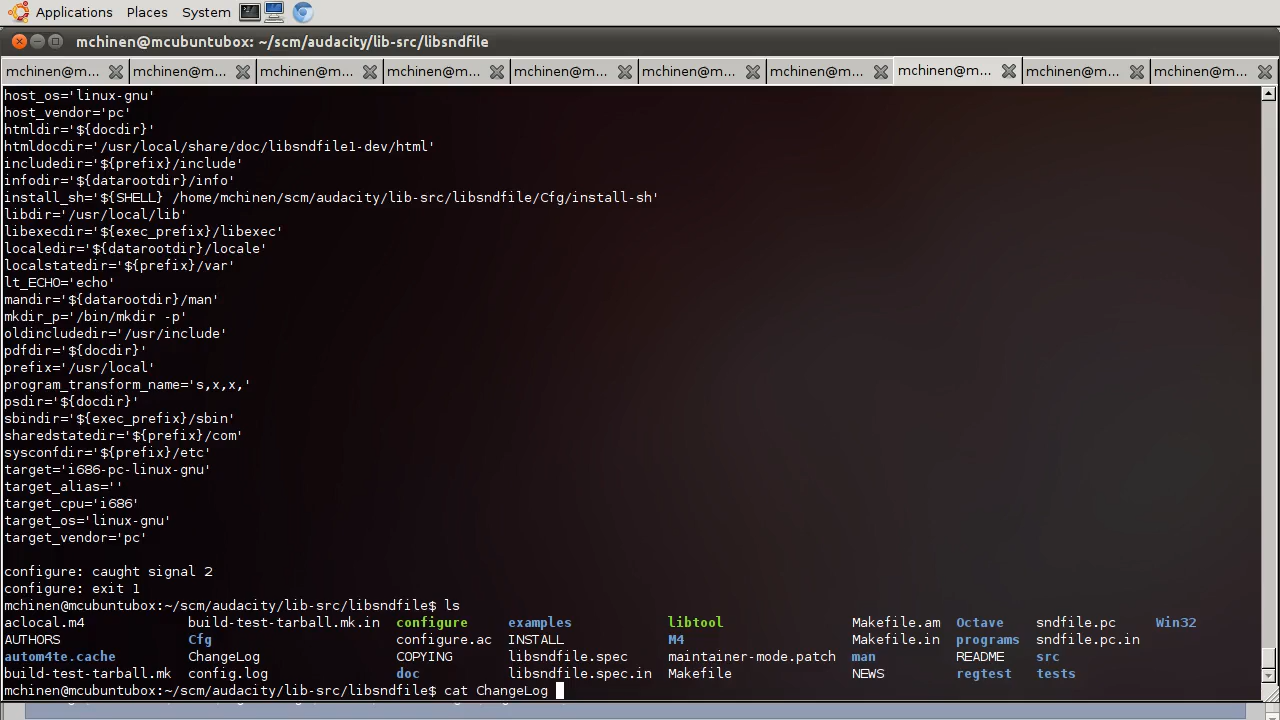 Applications Places System
mchinen@mcubuntubox: ~/scm/audacity/lib-src/libsndfile
mchinen@m... mchinen@m... mchinen@m... mchinen@m... mchinen@m... mchinen@m... mchinen@m... mchinen@m... mchinen@m... mchinen@m...
host_os='linux-gnu'
host_vendor='pc'
htmldir='${docdir}'
htmldocdir='/usr/local/share/doc/libsndfile1-dev/html'
includedir='${prefix}/include'
infodir='${datarootdir}/info'
install_sh='${SHELL} /home/mchinen/scm/audacity/lib-src/libsndfile/Cfg/install-sh'
libdir='/usr/local/lib'
libexecdir='${exec_prefix}/libexec'
localedir='${datarootdir}/locale'
localstatedir='${prefix}/var'
lt_ECHO='echo'
mandir='${datarootdir}/man'
mkdir_p='/bin/mkdir -p'
oldincludedir='/usr/include'
pdfdir='${docdir}'
prefix='/usr/local'
program_transform_name='s,x,x,'
psdir='${docdir}'
sbindir='${exec_prefix}/sbin'
sharedstatedir='${prefix}/com'
sysconfdir='${prefix}/etc'
target='i686-pc-linux-gnu'
target_alias=''
target_cpu='i686'
target_os='linux-gnu'
target_vendor='pc'
configure: caught signal 2
configure: exit 1
mchinen@mcubuntubox:~/scm/audacity/lib-src/libsndfile$ ls
aclocal.m4 build-test-tarball.mk.in configure examples libtool Makefile.am Octave sndfile.pc Win32
AUTHORS Cfg configure.ac INSTALL M4 Makefile.in programs sndfile.pc.in
autom4te.cache ChangeLog COPYING libsndfile.spec maintainer-mode.patch man README src
build-test-tarball.mk config.log doc libsndfile.spec.in Makefile NEWS regtest tests
mchinen@mcubuntubox:~/scm/audacity/lib-src/libsndfile$ cat ChangeLog